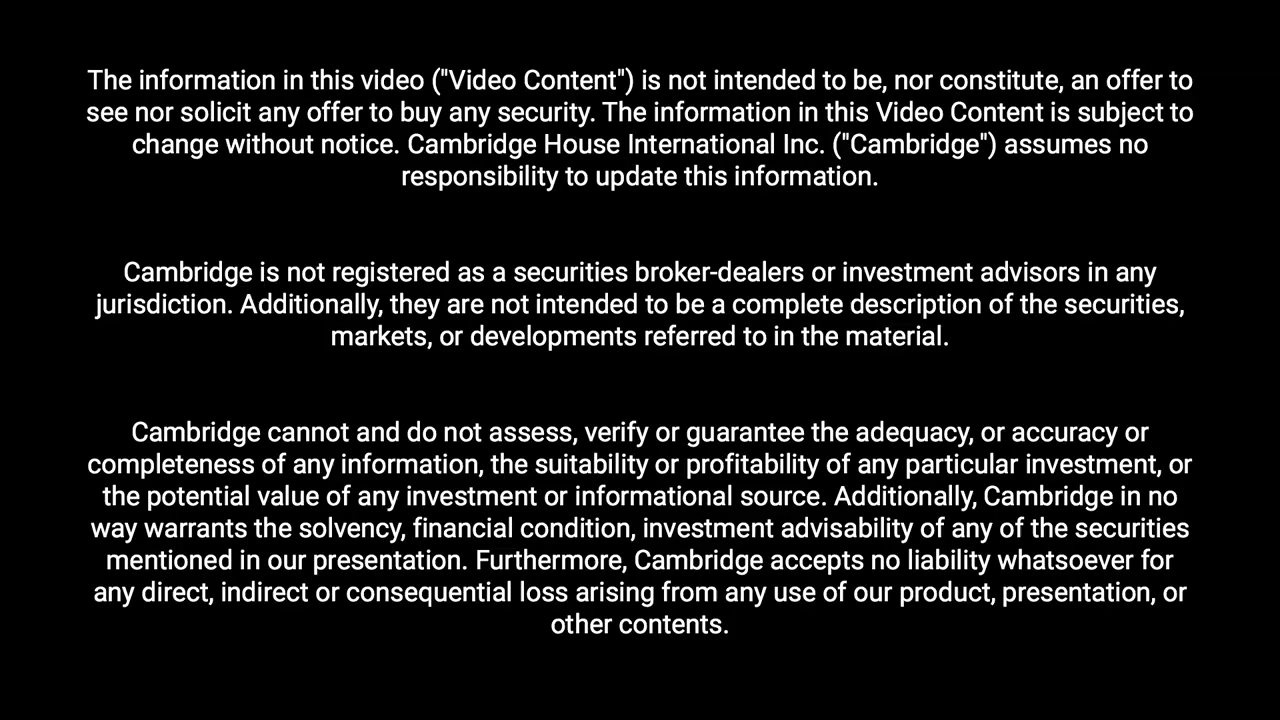 The information in this video ("Video Content") is not intended to be, nor constitute, an offer to
see nor solicit any offer to buy any security. The information in this Video Content is subject to
change without notice. Cambridge House International Inc. ("Cambridge") assumes no
responsibility to update this information.
Cambridge is not registered as a securities broker-dealers or investment advisors in any
jurisdiction. Additionally, they are not intended to be a complete description of the securities,
markets, or developments referred to in the material.
Cambridge cannot and do not assess, verify or guarantee the adequacy, or accuracy or
completeness of any information, the suitability or profitability of any particular investment, or
the potential value of any investment or informational source. Additionally, Cambridge in no
way warrants the solvency, financial condition, investment advisability of any of the securities
mentioned in our presentation. Furthermore, Cambridge accepts no liability whatsoever for
any direct, indirect or consequential loss arising from any use of our product, presentation, or
other contents.